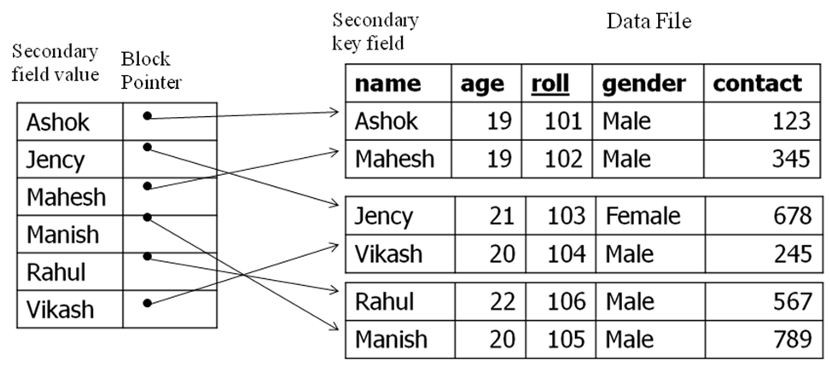 Secondary
field value
Block
Pointer
Ashok
Jency
Mahesh
Manish
Rahul
Vikash
Secondary
key field
Data File
name age roll gender contact
Ashok 19 101 Male 123
Mahesh 19 102 Male 345
Jency 21 103 Female 678
Vikash 20 104 Male 245
Rahul 22 106 Male 567
Manish 20 105 Male 789